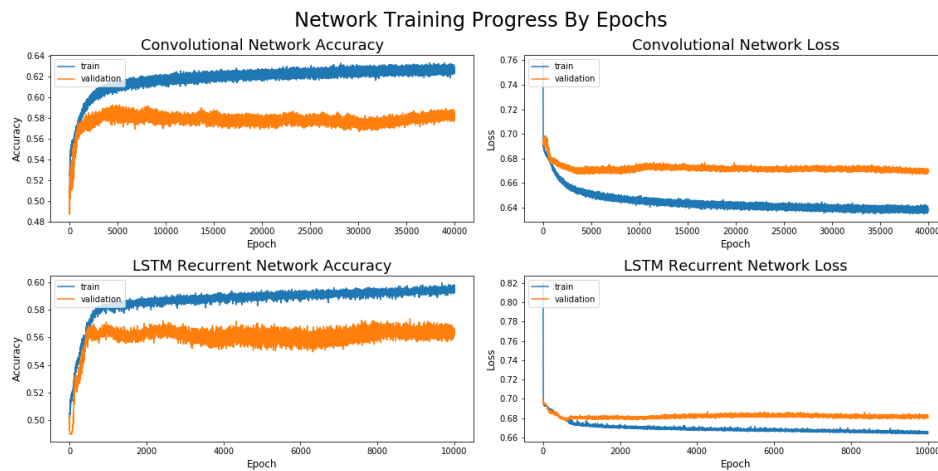 Network Training Progress By Epochs
Convolutional Network Accuracy
train
validation
0.64
0.62
0.60
0.58
0.56
0.54
0.52
0.50
0.48
Accuracy
0
5000
10000
15000
20000
25000
30000
35000
40000
Epoch
Convolutional Network Loss
train
validation
0.76
0.74
0.72
0.70
0.68
0.66
0.64
Loss
0
5000
10000
15000
20000
25000
30000
35000
40000
Epoch
LSTM Recurrent Network Accuracy
train
validation
0.60
0.58
0.56
0.54
0.52
0.50
Accuracy
0
2000
4000
6000
8000
10000
Epoch
LSTM Recurrent Network Loss
train
validation
0.82
0.80
0.78
0.76
0.74
0.72
0.70
0.68
0.66
Loss
0
2000
4000
6000
8000
10000
Epoch